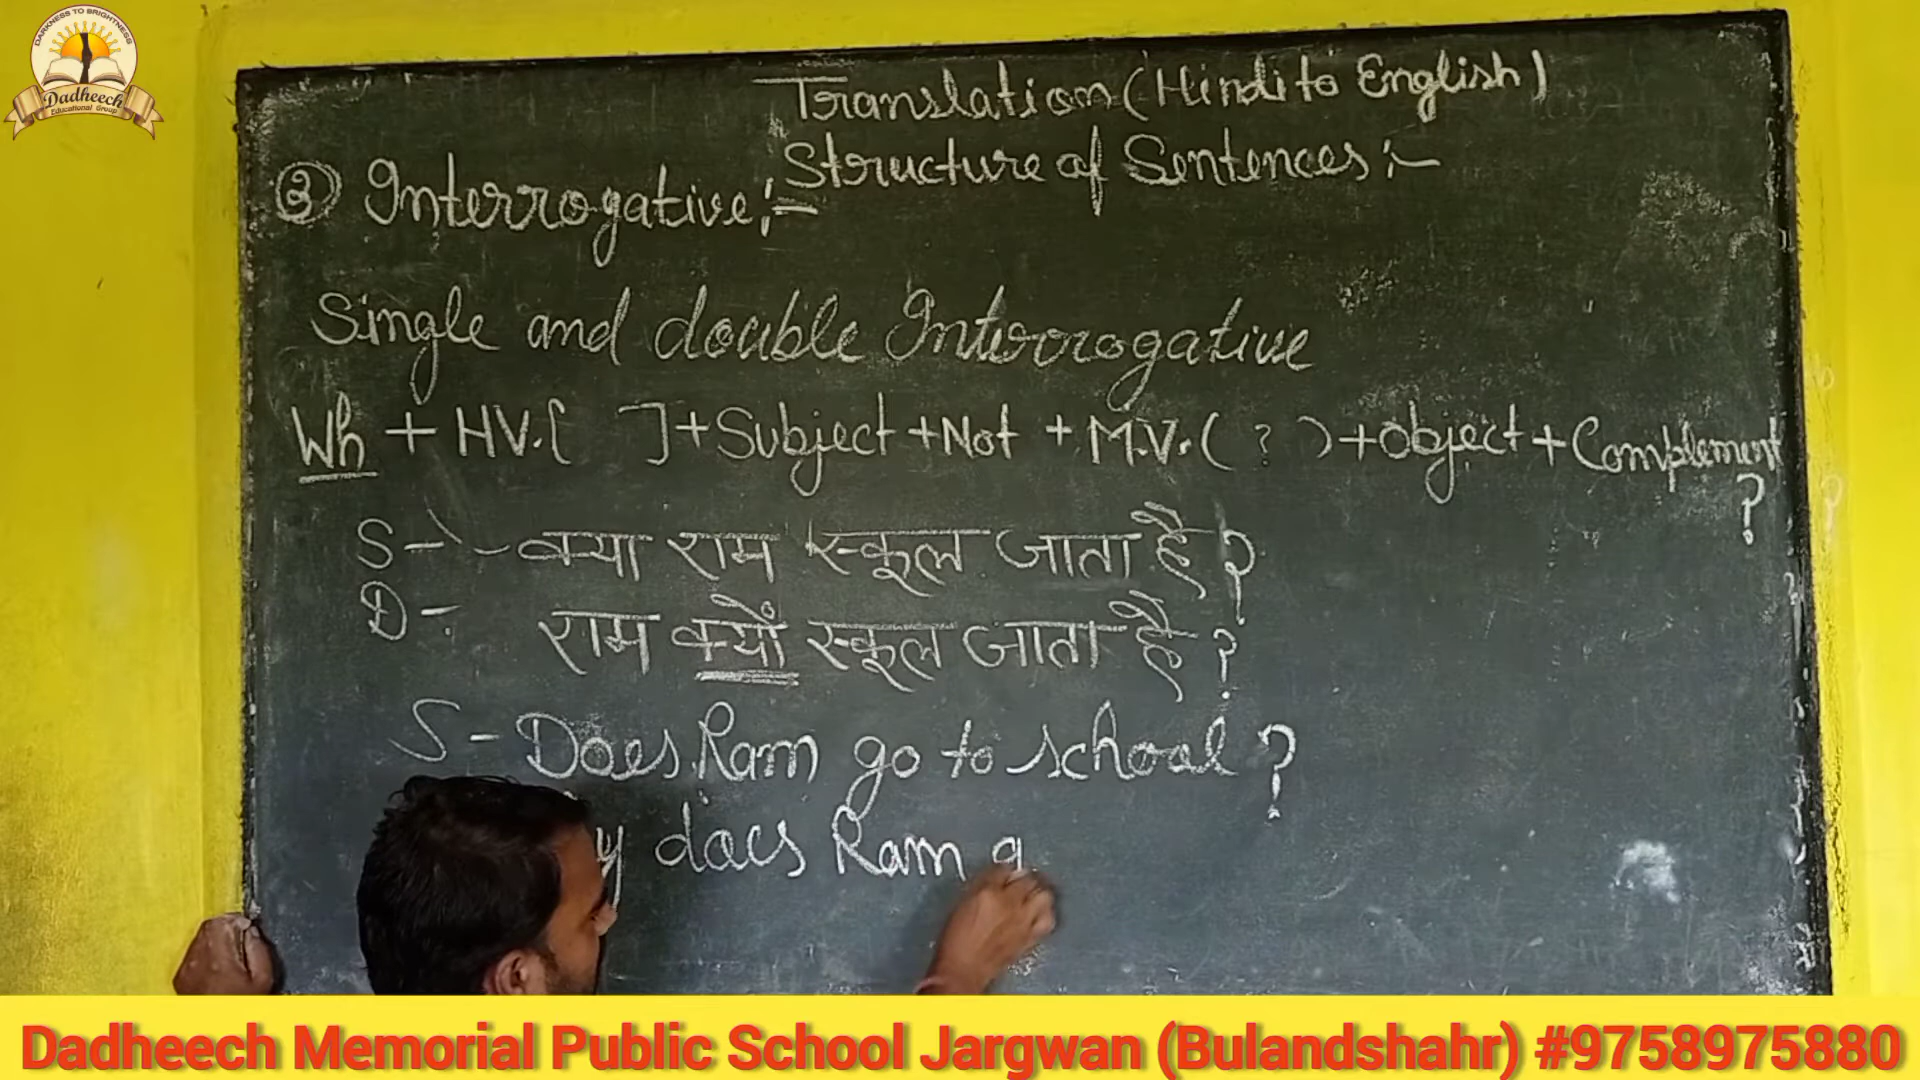 DARKNESS TO BRIGHTNESS
Dadheech
Educational Group
Translation (Hindi to English)
Structure of Sentences :-
③ Interrogative :-
Single and double Interrogative
Wh + HV. [ ] + Subject + Not + M.V. ( ? ) + Object + Complement
?
S - - क्या राम स्कूल जाता है ?
D - राम क्यों स्कूल जाता है ?
S - Does Ram go to school ?
y does Ram g
Dadheech Memorial Public School Jargwan (Bulandshahr) #9758975880